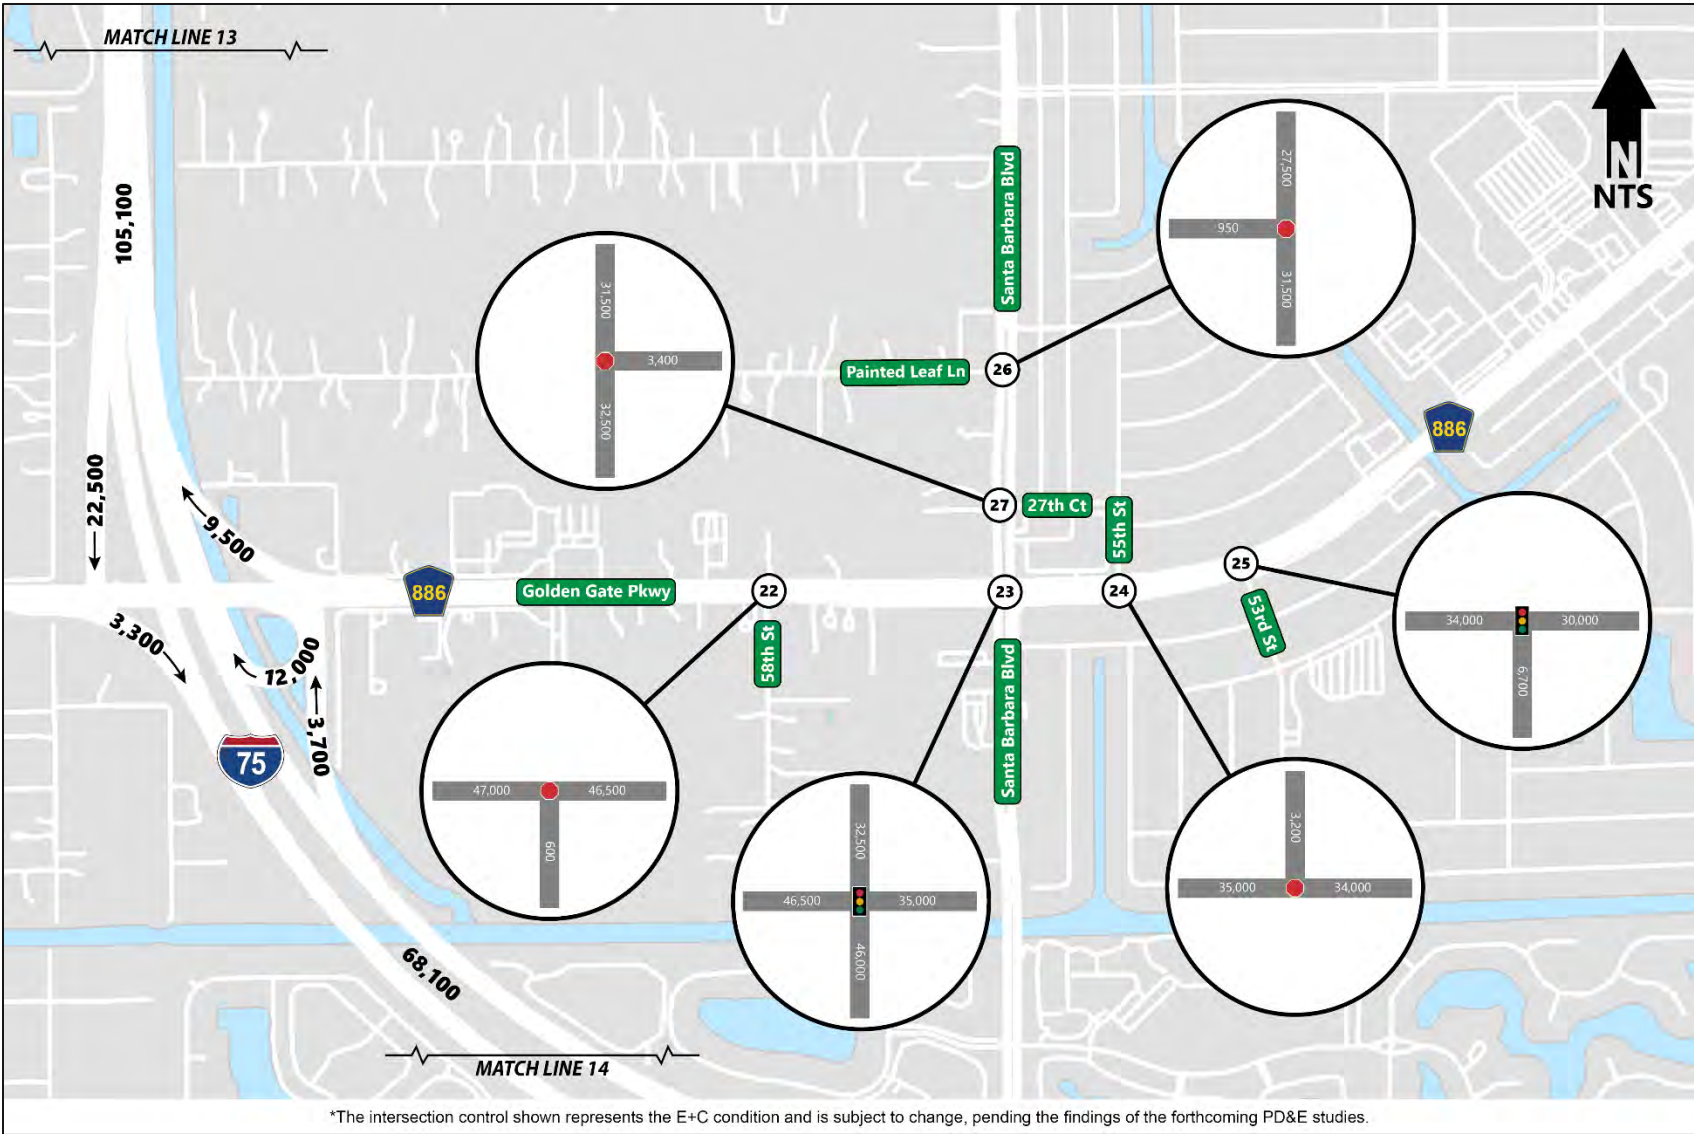 MATCH LINE 13
N
NTS
105,100
Santa Barbara Blvd
27,500
950
31,500
31,500
3,400
32,500
Painted Leaf Ln
26
886
22,500
9,500
27
27th Ct
55th St
25
53rd St
34,000
30,000
6,700
886
Golden Gate Pkwy
22
58th St
23
24
3,300
12,000
3,700
75
Santa Barbara Blvd
47,000
46,500
600
32,500
46,500
35,000
46,000
3,200
35,000
34,000
68,100
MATCH LINE 14
*The intersection control shown represents the E+C condition and is subject to change, pending the findings of the forthcoming PD&E studies.